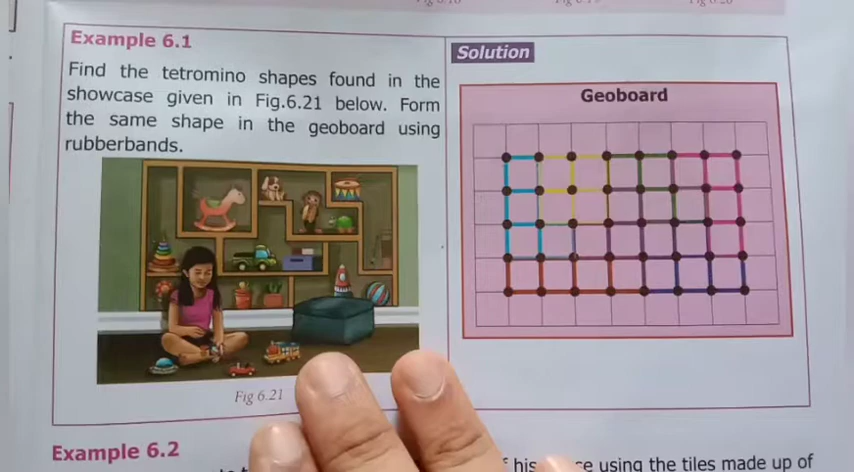 Example 6.1
Find the tetromino shapes found in the
showcase given in Fig.6.21 below. Form
the same shape in the geoboard using
rubberbands.
Fig 6.21
Solution
Geoboard
Example 6.2
using the tiles made up of